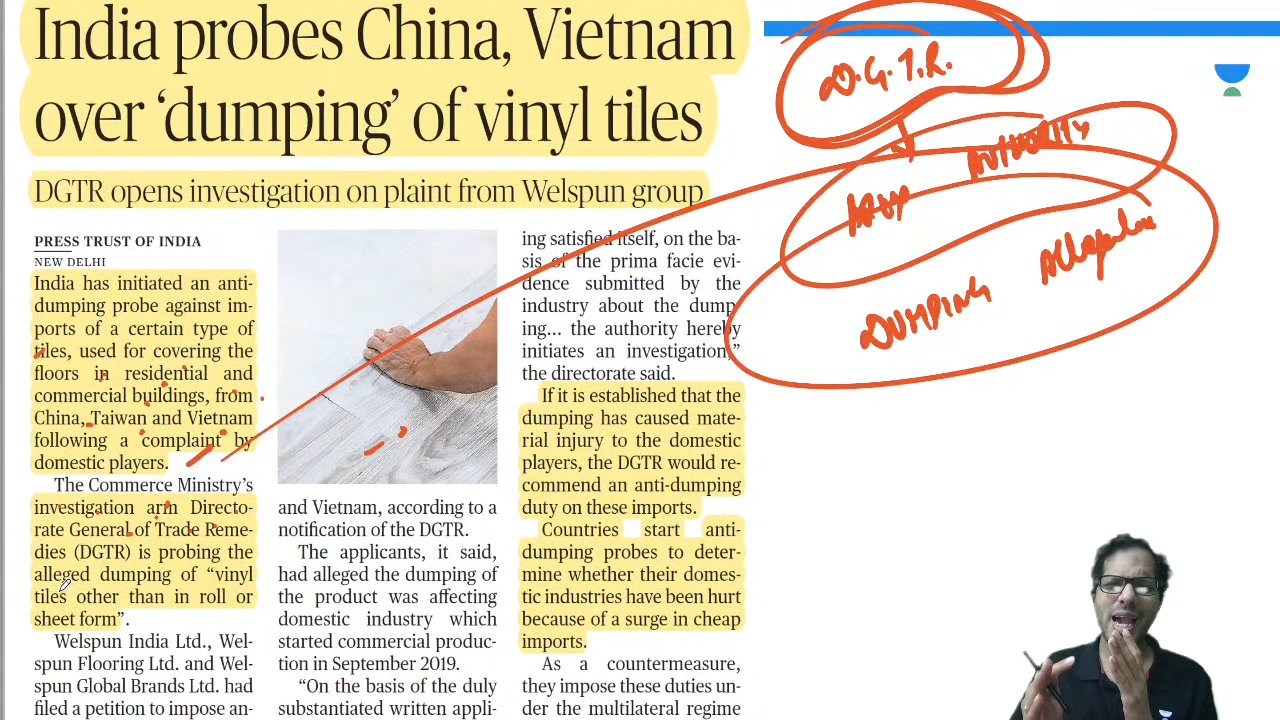 India probes China, Vietnam
over ‘dumping’ of vinyl tiles
DGTR opens investigation on plaint from Welspun group
PRESS TRUST OF INDIA
NEW DELHI
India has initiated an anti-
dumping probe against im-
ports of a certain type of
tiles, used for covering the
floors in residential and
commercial buildings, from
China, Taiwan and Vietnam
following a complaint by
domestic players.
The Commerce Ministry’s
investigation arm Directo-
rate General of Trade Reme-
dies (DGTR) is probing the
alleged dumping of “vinyl
tiles other than in roll or
sheet form”.
Welspun India Ltd., Wel-
spun Flooring Ltd. and Wel-
spun Global Brands Ltd. had
filed a petition to impose an-
and Vietnam, according to a
notification of the DGTR.
The applicants, it said,
had alleged the dumping of
the product was affecting
domestic industry which
started commercial produc-
tion in September 2019.
“On the basis of the duly
substantiated written appli-
ing satisfied itself, on the ba-
sis of the prima facie evi-
dence submitted by the
industry about the dump-
ing... the authority hereby
initiates an investigation,”
the directorate said.
If it is established that the
dumping has caused mate-
rial injury to the domestic
players, the DGTR would re-
commend an anti-dumping
duty on these imports.
Countries start anti-
dumping probes to deter-
mine whether their domes-
tic industries have been hurt
because of a surge in cheap
imports.
As a countermeasure,
they impose these duties un-
der the multilateral regime
D.G.T.R.
AUTHORITY
DUMPING